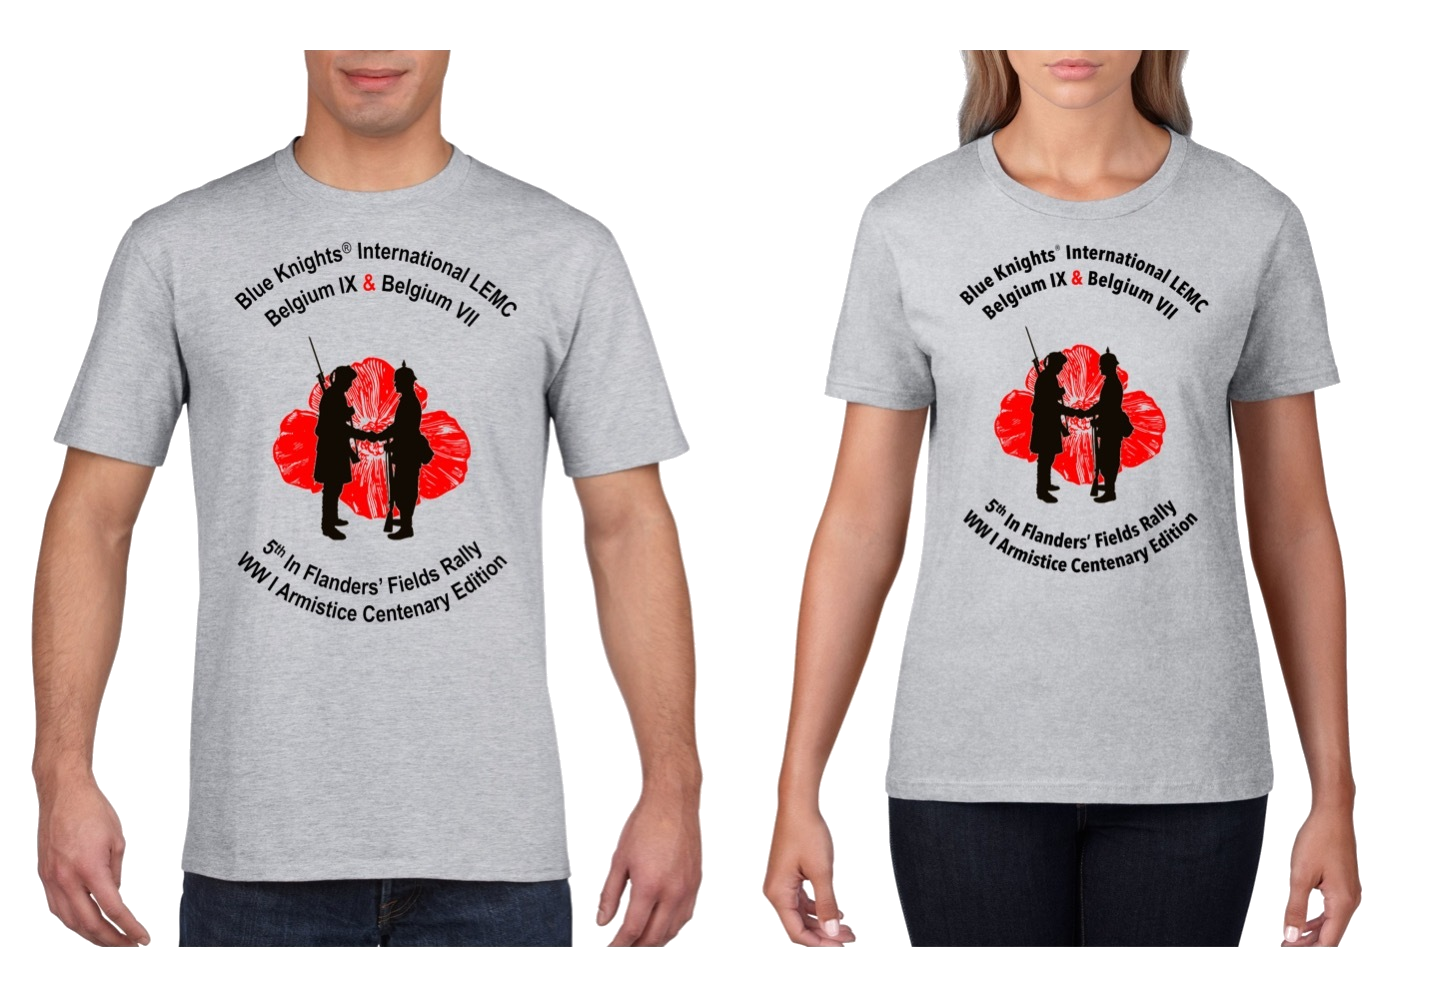 Blue Knights® International LEMC
Belgium IX & Belgium VII
5th In Flanders' Fields Rally
WW I Armistice Centenary Edition
Blue Knights® International LEMC
Belgium IX & Belgium VII
5th In Flanders' Fields Rally
WW I Armistice Centenary Edition